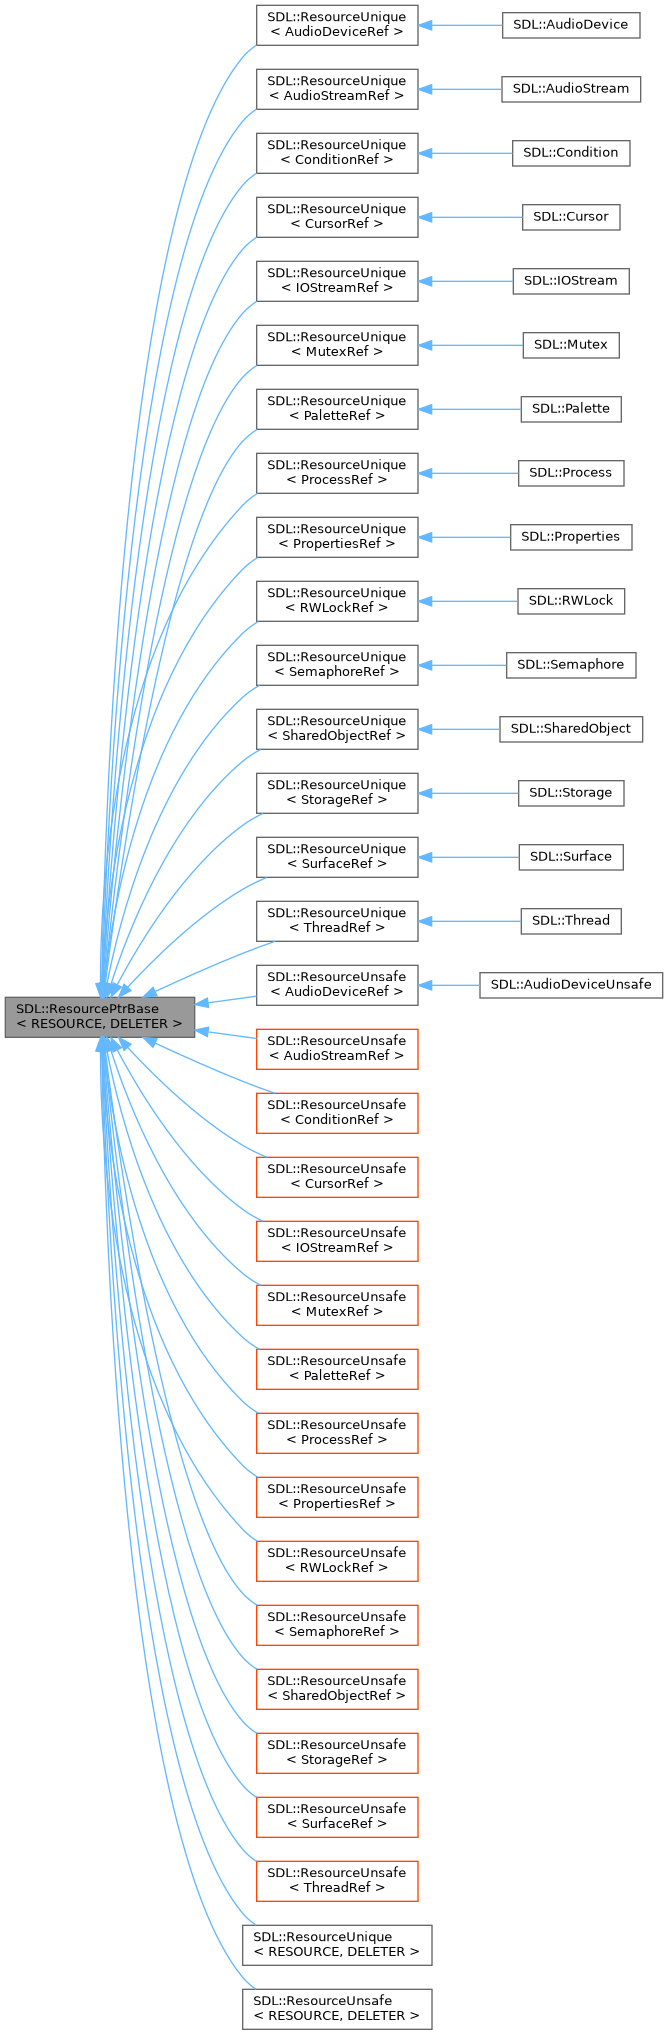 SDL::ResourceUnique
< AudioDeviceRef >
SDL::AudioDevice
SDL::ResourceUnique
< AudioStreamRef >
SDL::AudioStream
SDL::ResourceUnique
< ConditionRef >
SDL::Condition
SDL::ResourceUnique
< CursorRef >
SDL::Cursor
SDL::ResourceUnique
< IOStreamRef >
SDL::IOStream
SDL::ResourceUnique
< MutexRef >
SDL::Mutex
SDL::ResourceUnique
< PaletteRef >
SDL::Palette
SDL::ResourceUnique
< ProcessRef >
SDL::Process
SDL::ResourceUnique
< PropertiesRef >
SDL::Properties
SDL::ResourceUnique
< RWLockRef >
SDL::RWLock
SDL::ResourceUnique
< SemaphoreRef >
SDL::Semaphore
SDL::ResourceUnique
< SharedObjectRef >
SDL::SharedObject
SDL::ResourceUnique
< StorageRef >
SDL::Storage
SDL::ResourceUnique
< SurfaceRef >
SDL::Surface
SDL::ResourceUnique
< ThreadRef >
SDL::Thread
SDL::ResourceUnsafe
< AudioDeviceRef >
SDL::AudioDeviceUnsafe
SDL::ResourcePtrBase
< RESOURCE, DELETER >
SDL::ResourceUnsafe
< AudioStreamRef >
SDL::ResourceUnsafe
< ConditionRef >
SDL::ResourceUnsafe
< CursorRef >
SDL::ResourceUnsafe
< IOStreamRef >
SDL::ResourceUnsafe
< MutexRef >
SDL::ResourceUnsafe
< PaletteRef >
SDL::ResourceUnsafe
< ProcessRef >
SDL::ResourceUnsafe
< PropertiesRef >
SDL::ResourceUnsafe
< RWLockRef >
SDL::ResourceUnsafe
< SemaphoreRef >
SDL::ResourceUnsafe
< SharedObjectRef >
SDL::ResourceUnsafe
< StorageRef >
SDL::ResourceUnsafe
< SurfaceRef >
SDL::ResourceUnsafe
< ThreadRef >
SDL::ResourceUnique
< RESOURCE, DELETER >
SDL::ResourceUnsafe
< RESOURCE, DELETER >